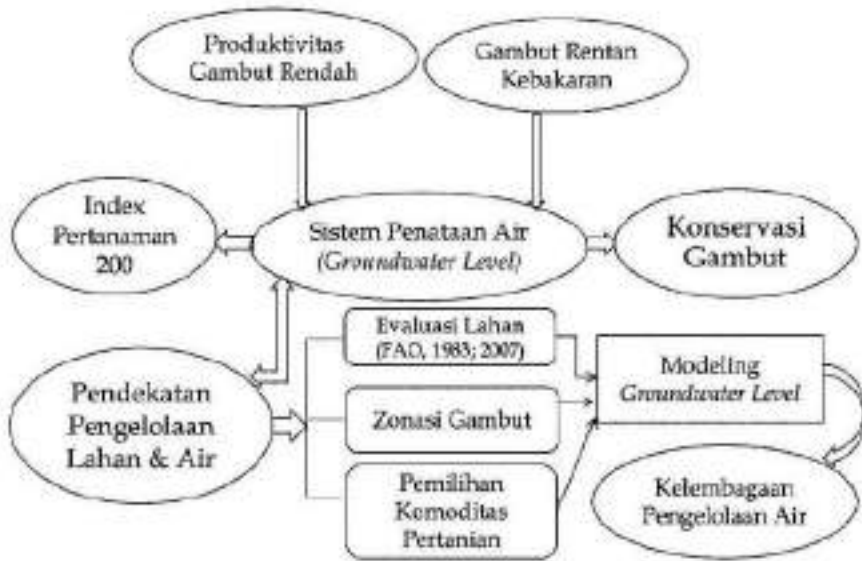 Produktivitas
Gambut Rendah
Gambut Rentan
Kebakaran
Index
Pertanaman
200
Sistem Penataan Air
(Groundwater Level)
Konservasi
Gambut
Evaluasi Lahan
(FAO, 1983; 2007)
Modeling
Groundwater Level
Pendekatan
Pengelolaan
Lahan & Air
Zonasi Gambut
Pemilihan
Komoditas
Pertanian
Kelembagaan
Pengelolaan Air